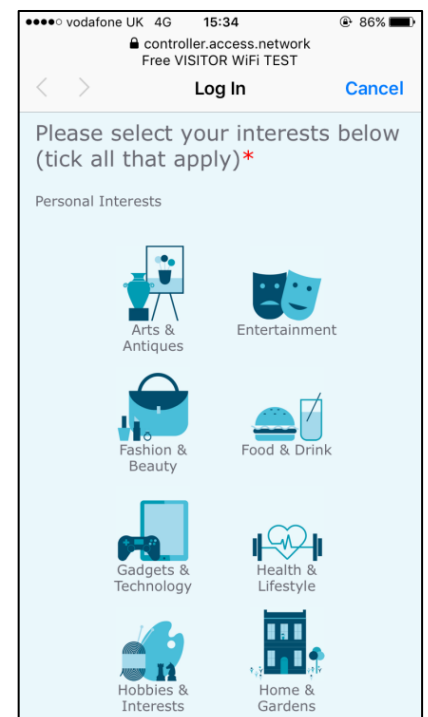 vodafone UK 4G 15:34 86%
controller.access.network
Free VISITOR WiFi TEST
Log In Cancel
Please select your interests below
(tick all that apply)*
Personal Interests
Arts &
Antiques
Entertainment
Fashion &
Beauty
Food & Drink
Gadgets &
Technology
Health &
Lifestyle
Hobbies &
Interests
Home &
Gardens